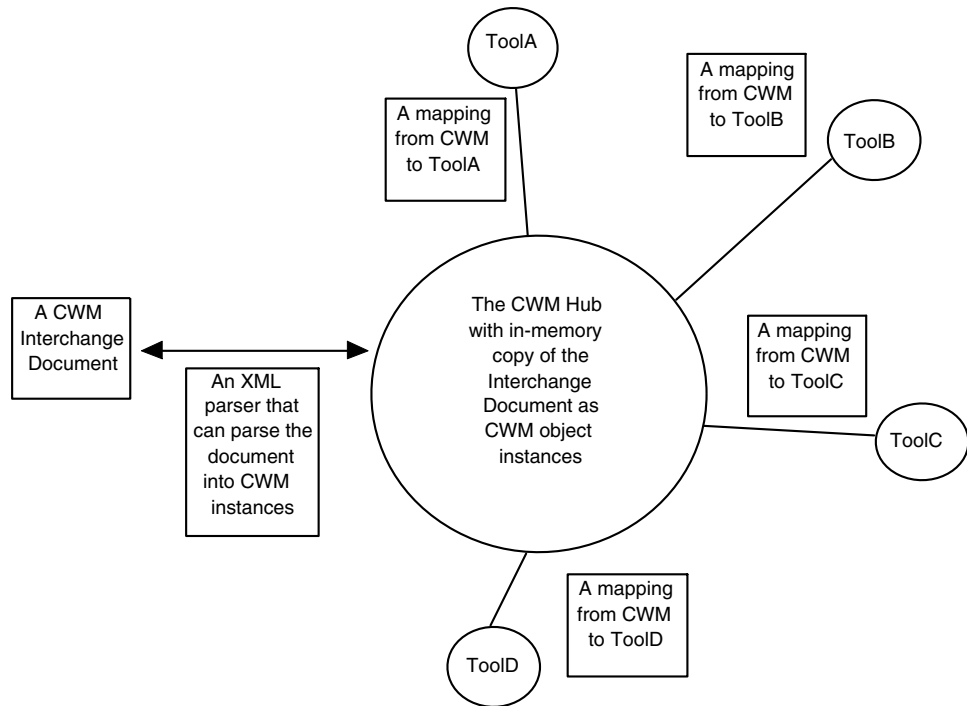 ToolA
A mapping
from CWM
to ToolA
A mapping
from CWM
to ToolB
ToolB
A CWM
Interchange
Document
An XML
parser that
can parse the
document
into CWM
instances
The CWM Hub
with in-memory
copy of the
Interchange
Document as
CWM object
instances
A mapping
from CWM
to ToolC
ToolC
A mapping
from CWM
to ToolD
ToolD